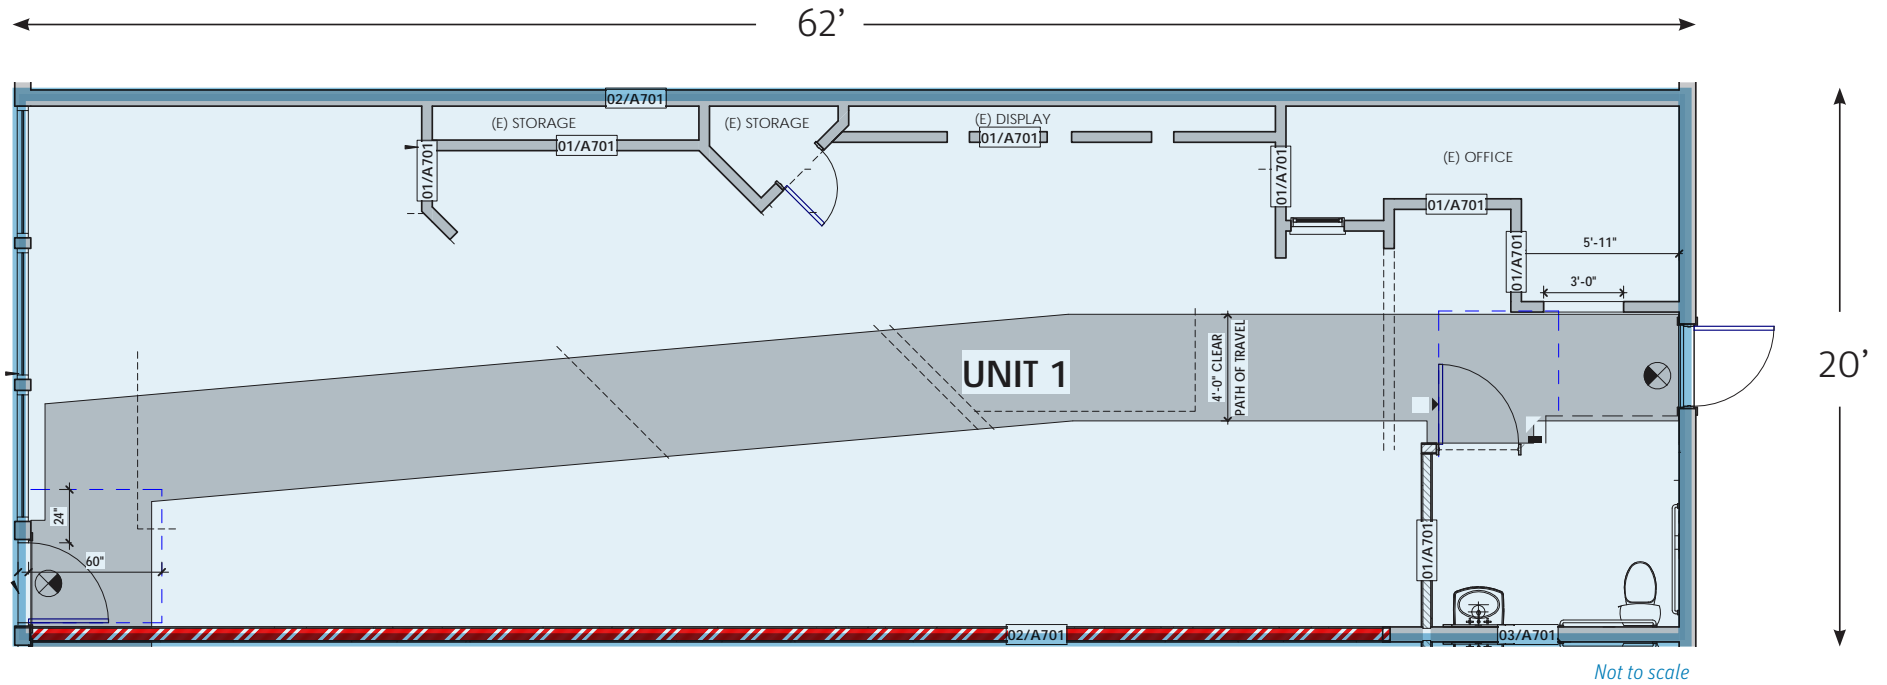 62’
02/A701
(E) STORAGE
(E) STORAGE
(E) DISPLAY
01/A701
01/A701
01/A701
01/A701
(E) OFFICE
01/A701
01/A701
5'-11"
3'-0"
UNIT 1
4'-0" CLEAR
PATH OF TRAVEL
20’
24"
60"
01/A701
02/A701
03/A701
Not to scale